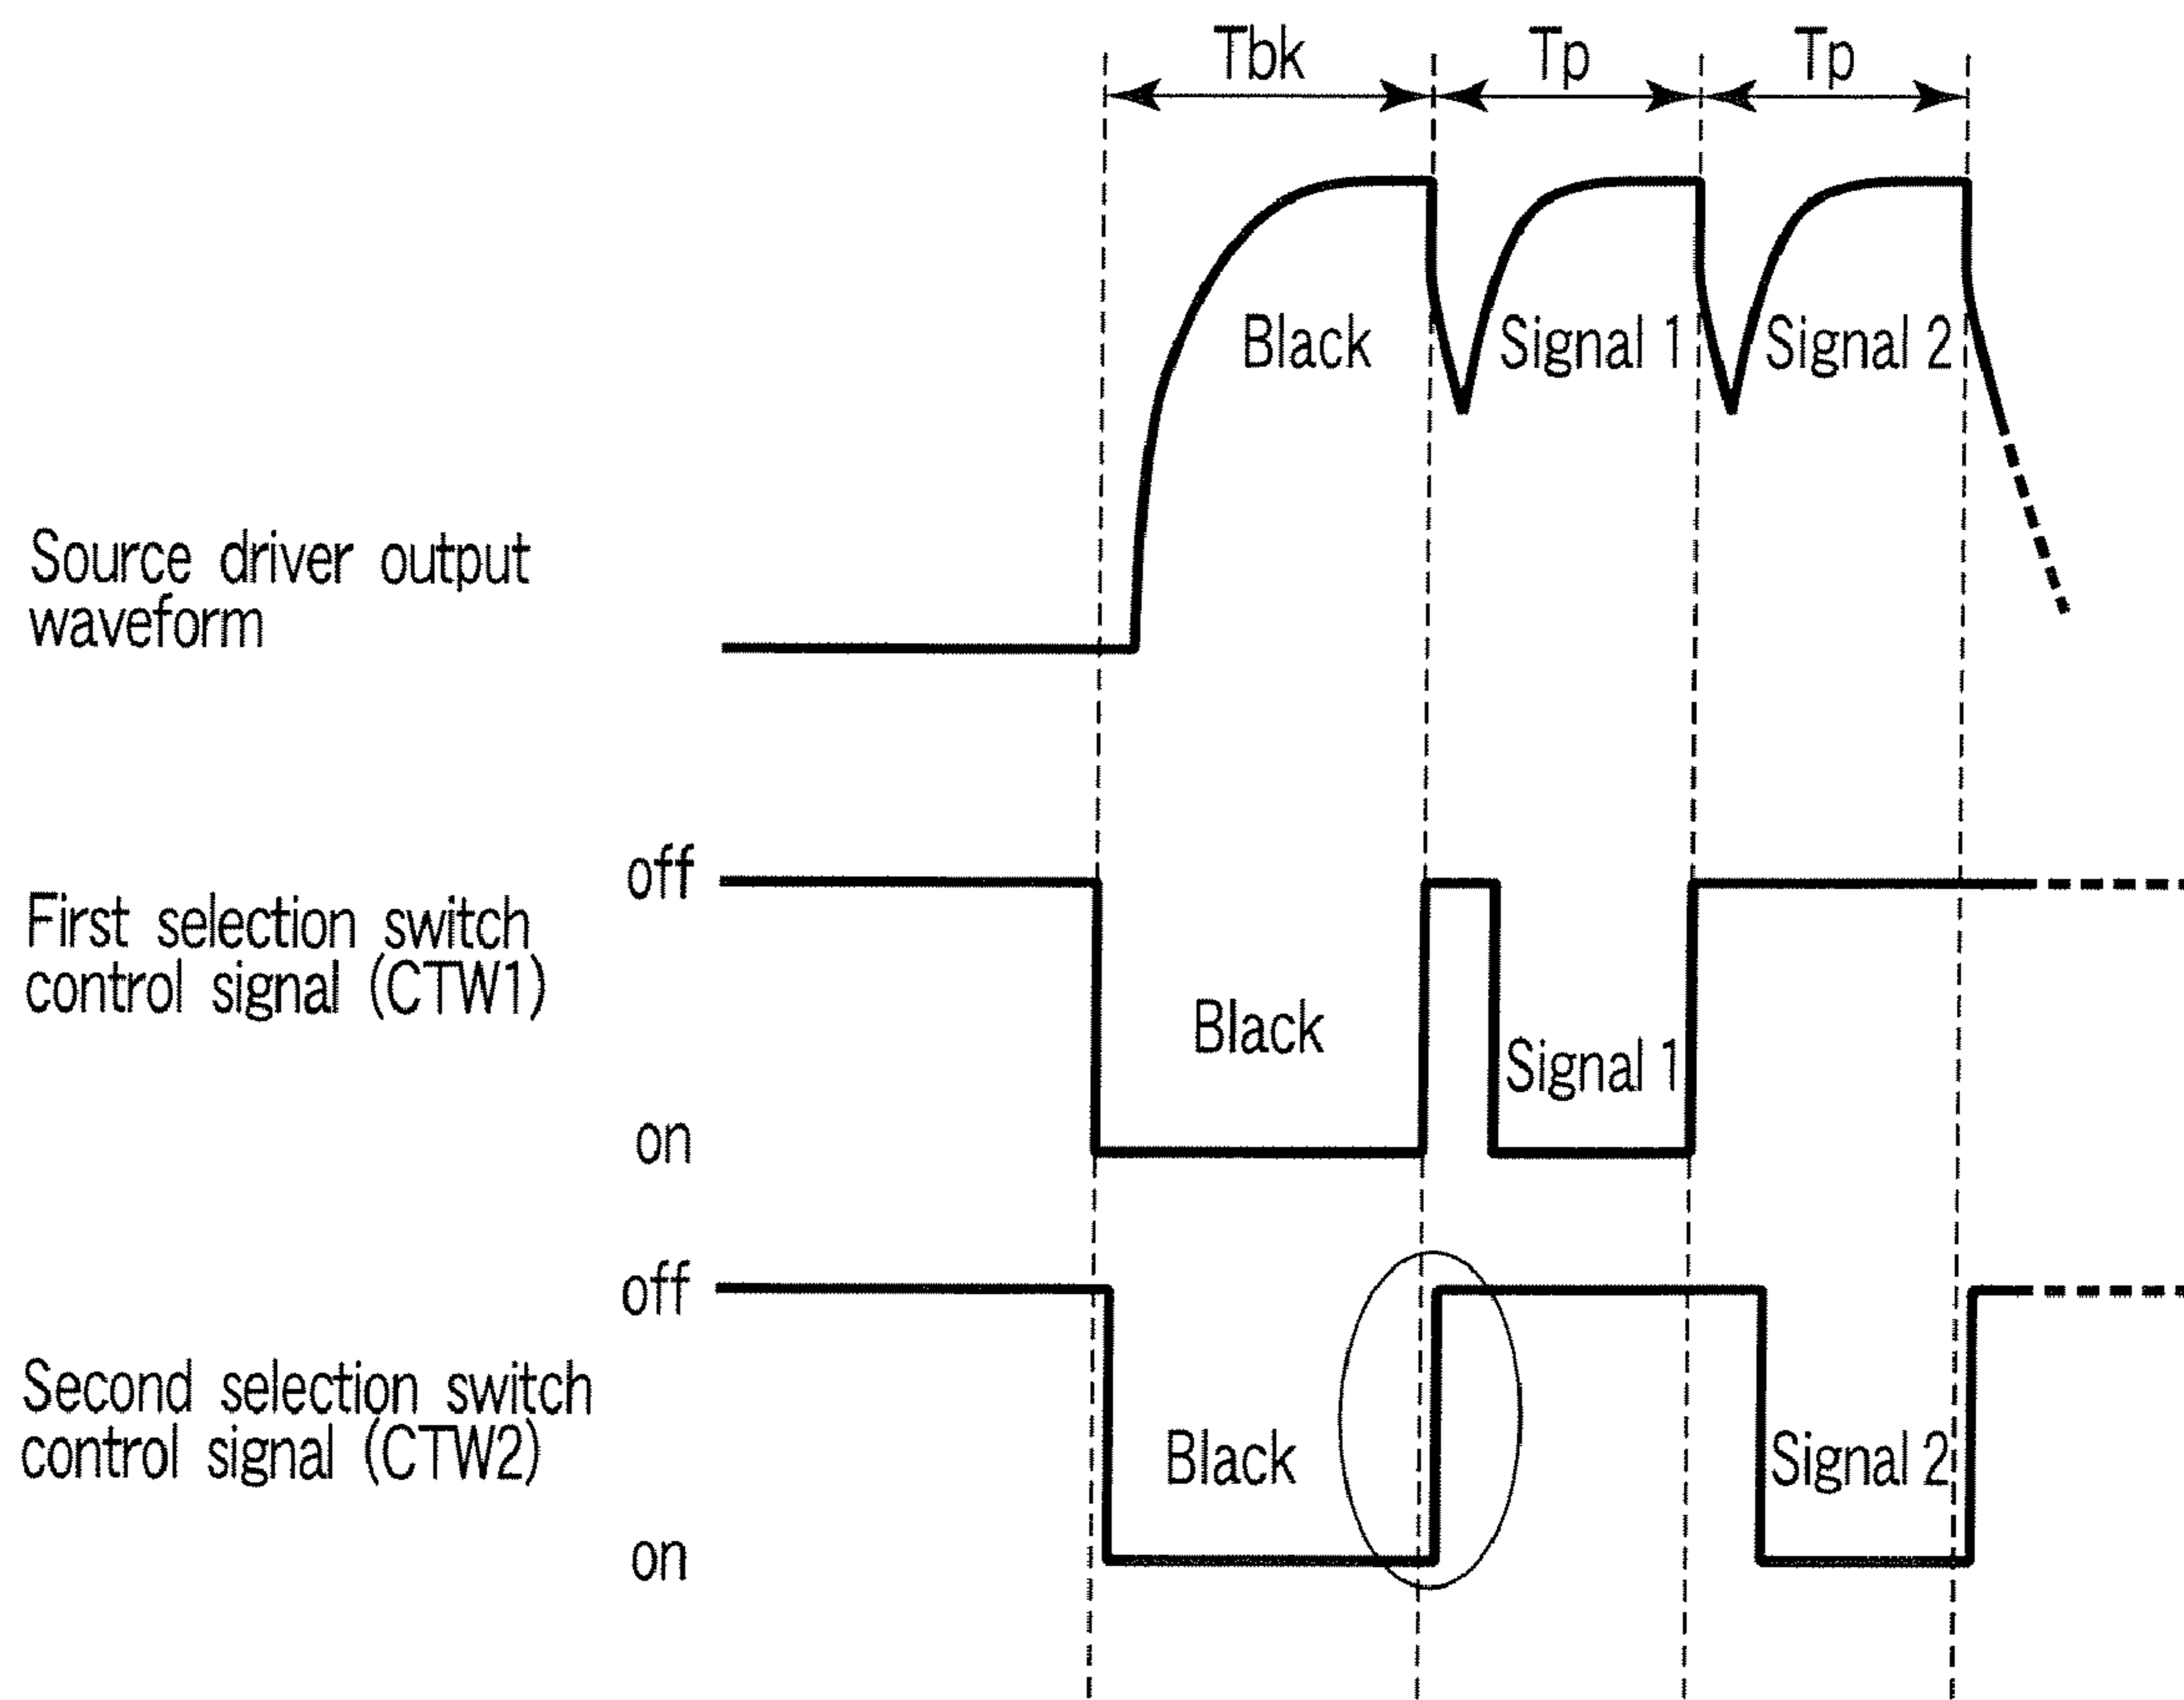 Tbk Tp Tp
Black Signal 1 Signal 2
Source driver output
waveform
off
First selection switch
control signal (CTW1)
Black
Signal 1
on
off
Second selection switch
control signal (CTW2)
Black
Signal 2
on